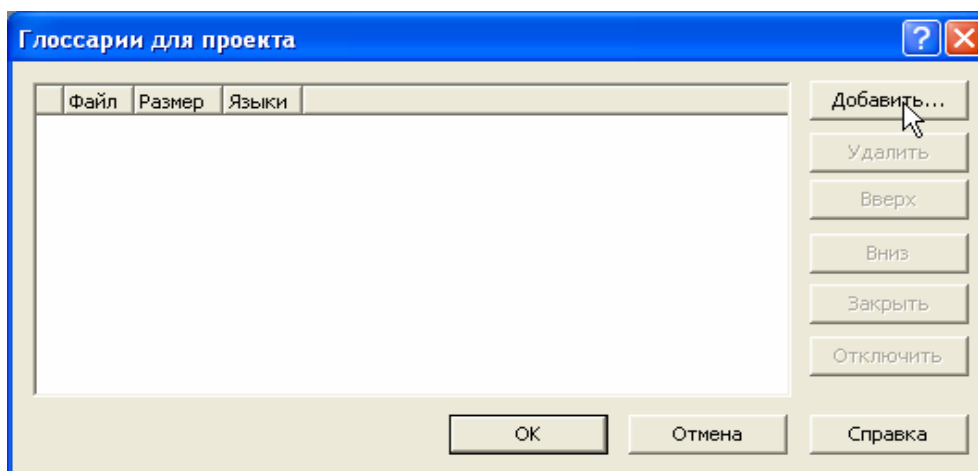 Глоссарии для проекта
Файл Размер Языки
Добавить...
Удалить
Вверх
Вниз
Закрыть
Отключить
OK Отмена Справка